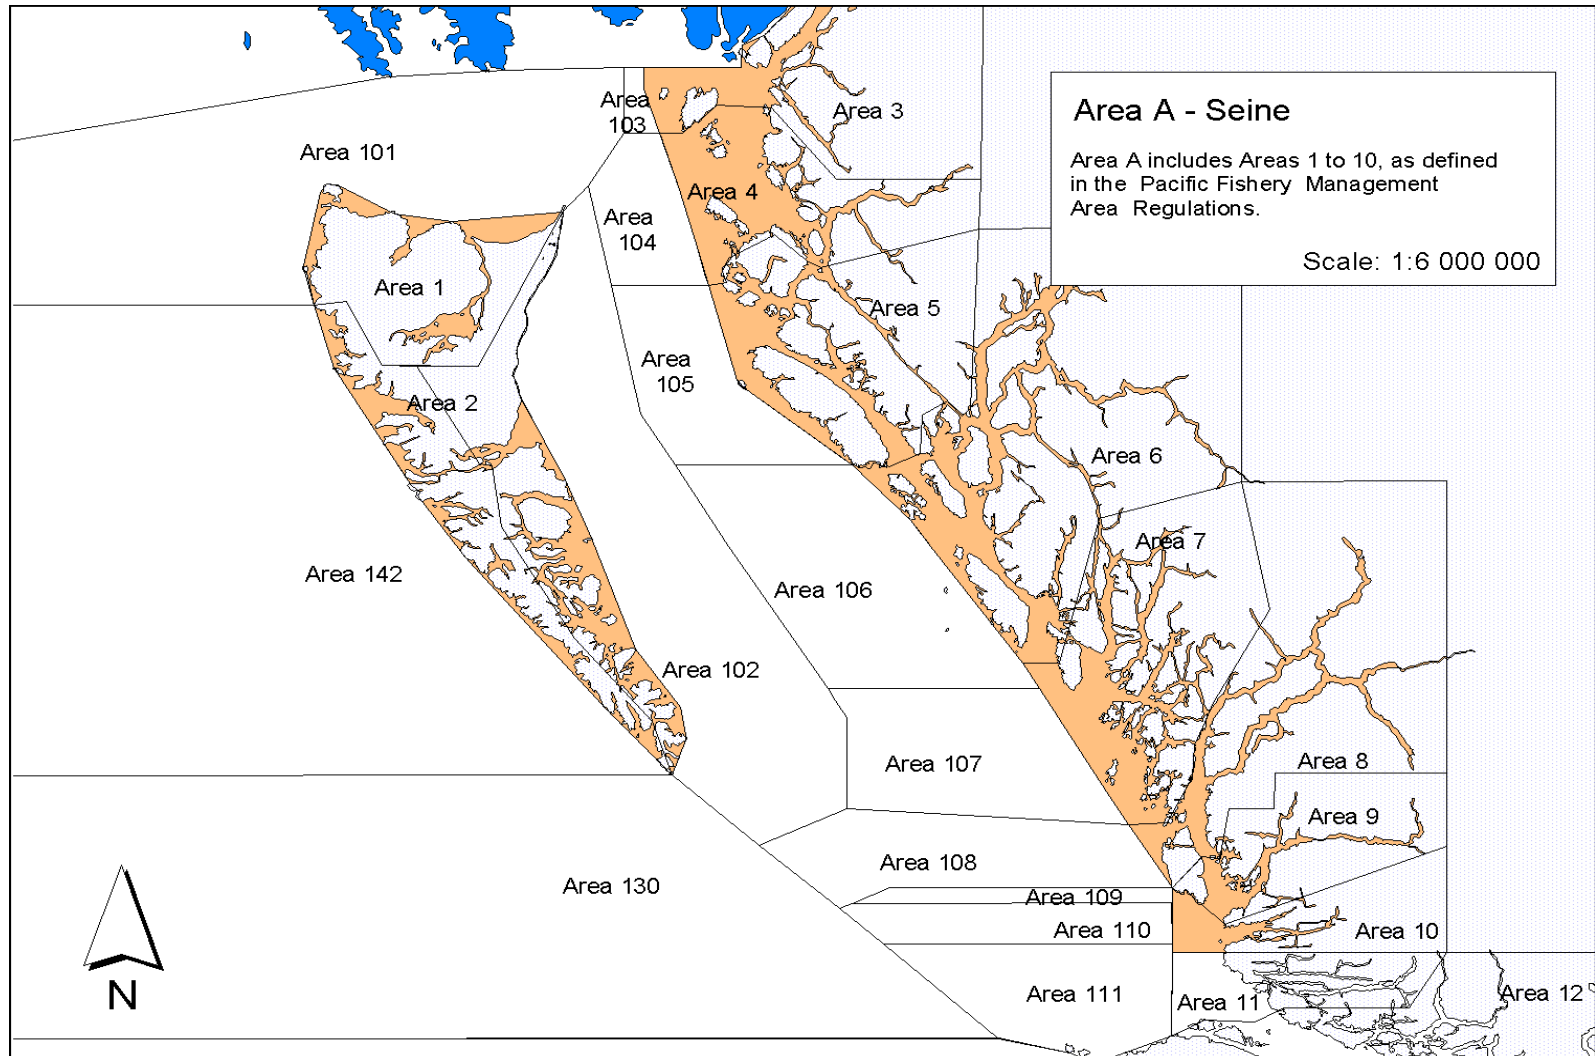 Area 3
Area
103
Area A - Seine
Area A includes Areas 1 to 10, as defined
in the Pacific Fishery Management
Area Regulations.
Scale: 1:6 000 000
Area 101
Area 4
Area
104
Area 1
Area 5
Area
105
Area 2
Area 6
Area 7
Area 142
Area 106
Area 102
Area 107
Area 8
Area 9
Area 108
Area 130
Area 109
Area 110
Area 10
Area 111
Area 11
Area 12
N